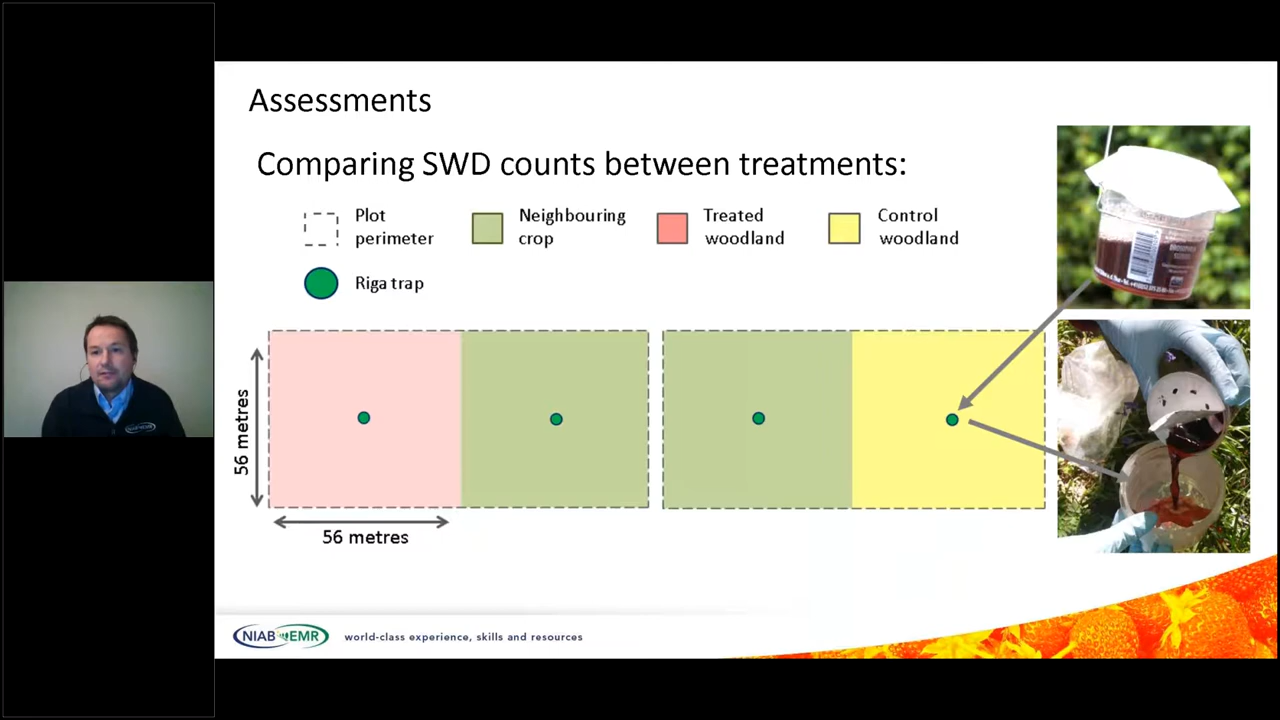 Assessments
Comparing SWD counts between treatments:
Plot
perimeter
Neighbouring
crop
Treated
woodland
Control
woodland
Riga trap
56 metres
56 metres
NIAB EMR
world-class experience, skills and resources